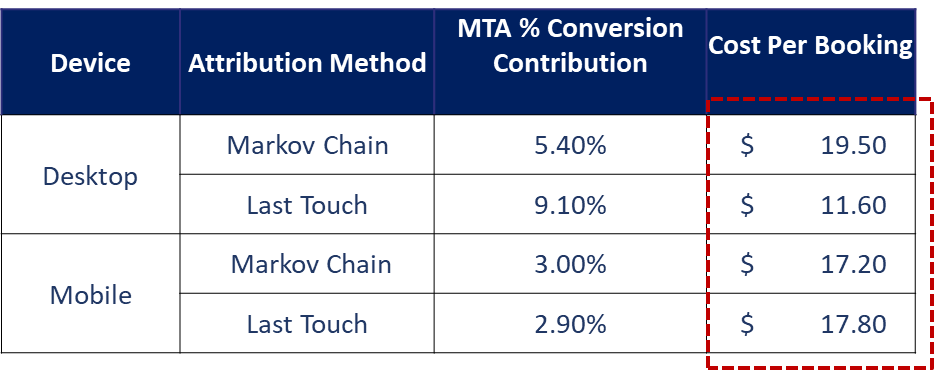 Device Attribution Method MTA % Conversion Contribution Cost Per Booking
Desktop Markov Chain 5.40% $ 19.50
Last Touch 9.10% $ 11.60
Mobile Markov Chain 3.00% $ 17.20
Last Touch 2.90% $ 17.80